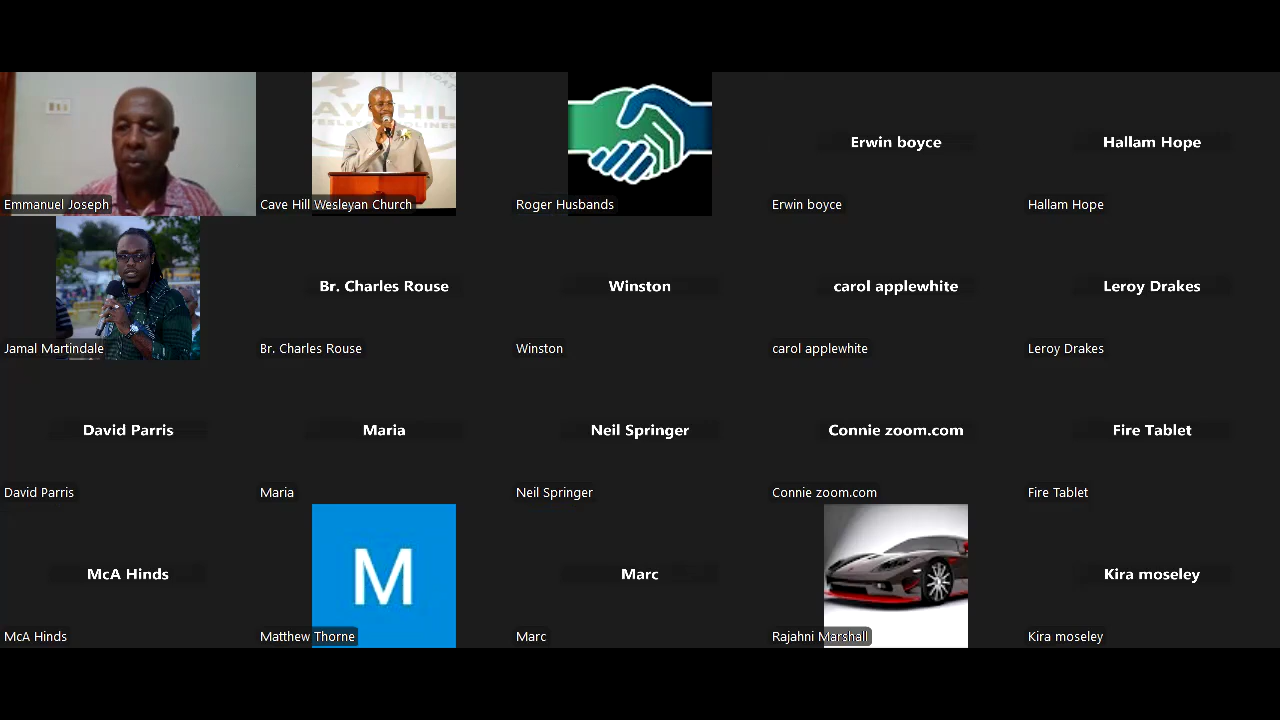 AVE HIL
Emmanuel Joseph
Cave Hill Wesleyan Church
Roger Husbands
Erwin boyce
Erwin boyce
Hallam Hope
Hallam Hope
Jamal Martindale
Br. Charles Rouse
Br. Charles Rouse
Winston
Winston
carol applewhite
carol applewhite
Leroy Drakes
Leroy Drakes
David Parris
David Parris
Maria
Maria
Neil Springer
Neil Springer
Connie zoom.com
Connie zoom.com
Fire Tablet
Fire Tablet
McA Hinds
McA Hinds
M
Matthew Thorne
Marc
Marc
Rajahni Marshall
Kira moseley
Kira moseley